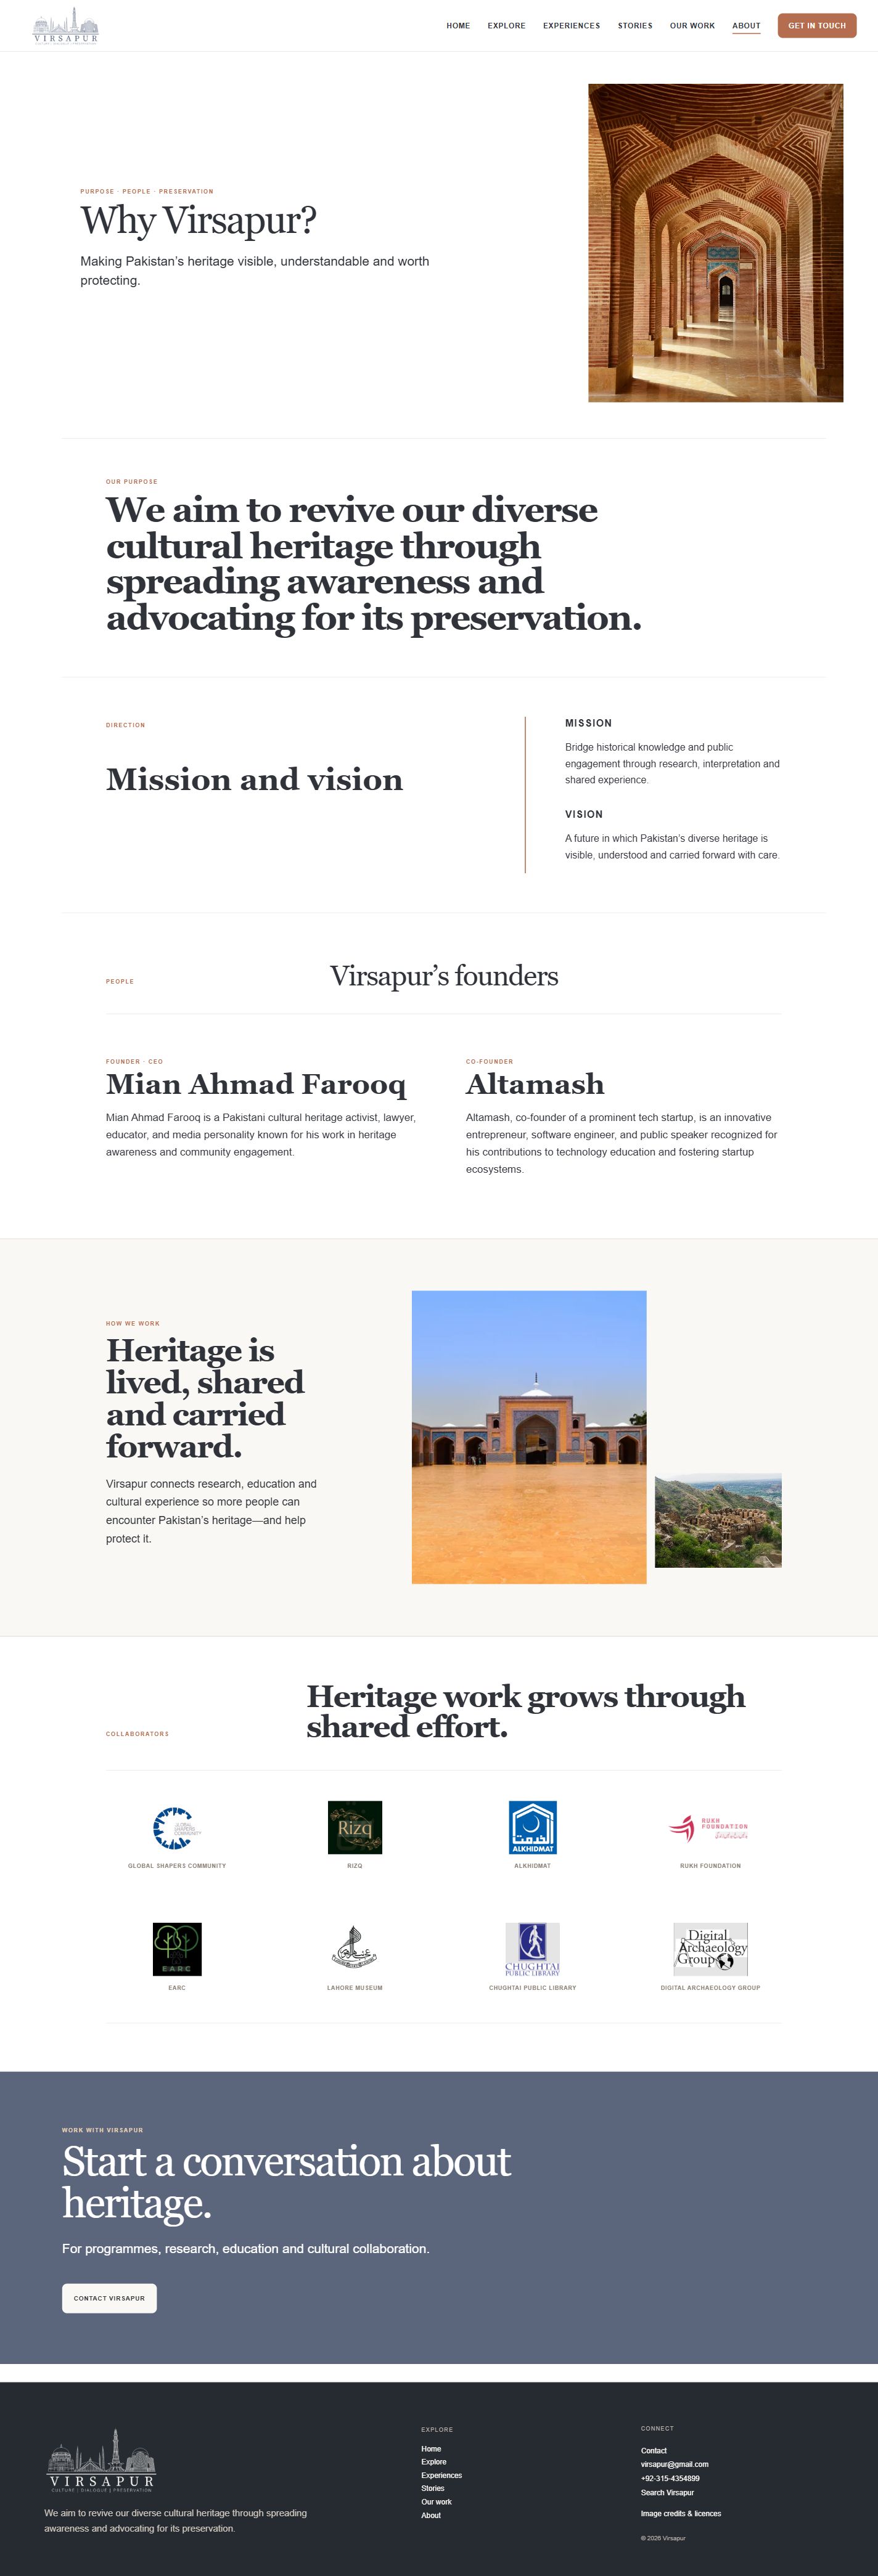 VIRSAPUR
CULTURE | DIALOGUE | PRESERVATION
HOME
EXPLORE
EXPERIENCES
STORIES
OUR WORK
ABOUT
GET IN TOUCH
PURPOSE · PEOPLE · PRESERVATION
Why Virsapur?
Making Pakistan’s heritage visible, understandable and worth
protecting.
OUR PURPOSE
We aim to revive our diverse
cultural heritage through
spreading awareness and
advocating for its preservation.
DIRECTION
Mission and vision
MISSION
Bridge historical knowledge and public
engagement through research, interpretation and
shared experience.
VISION
A future in which Pakistan’s diverse heritage is
visible, understood and carried forward with care.
PEOPLE
Virsapur’s founders
FOUNDER · CEO
Mian Ahmad Farooq
Mian Ahmad Farooq is a Pakistani cultural heritage activist, lawyer,
educator, and media personality known for his work in heritage
awareness and community engagement.
CO-FOUNDER
Altamash
Altamash, co-founder of a prominent tech startup, is an innovative
entrepreneur, software engineer, and public speaker recognized for
his contributions to technology education and fostering startup
ecosystems.
HOW WE WORK
Heritage is
lived, shared
and carried
forward.
Virsapur connects research, education and
cultural experience so more people can
encounter Pakistan’s heritage—and help
protect it.
COLLABORATORS
Heritage work grows through
shared effort.
GLOBAL
SHAPERS
COMMUNITY
GLOBAL SHAPERS COMMUNITY
Rizq
RIZQ
الخدمت
ALKHIDMAT
ALKHIDMAT
RUKH
FOUNDATION
RUKH FOUNDATION
EARC
EARC
LAHORE MUSEUM
CHUGHTAI
PUBLIC LIBRARY
CHUGHTAI PUBLIC LIBRARY
Digital
Archaeology
Group
DIGITAL ARCHAEOLOGY GROUP
WORK WITH VIRSAPUR
Start a conversation about
heritage.
For programmes, research, education and cultural collaboration.
CONTACT VIRSAPUR
VIRSAPUR
CULTURE | DIALOGUE | PRESERVATION
We aim to revive our diverse cultural heritage through spreading
awareness and advocating for its preservation.
EXPLORE
Home
Explore
Experiences
Stories
Our work
About
CONNECT
Contact
virsapur@gmail.com
+92-315-4354899
Search Virsapur
Image credits & licences
© 2026 Virsapur